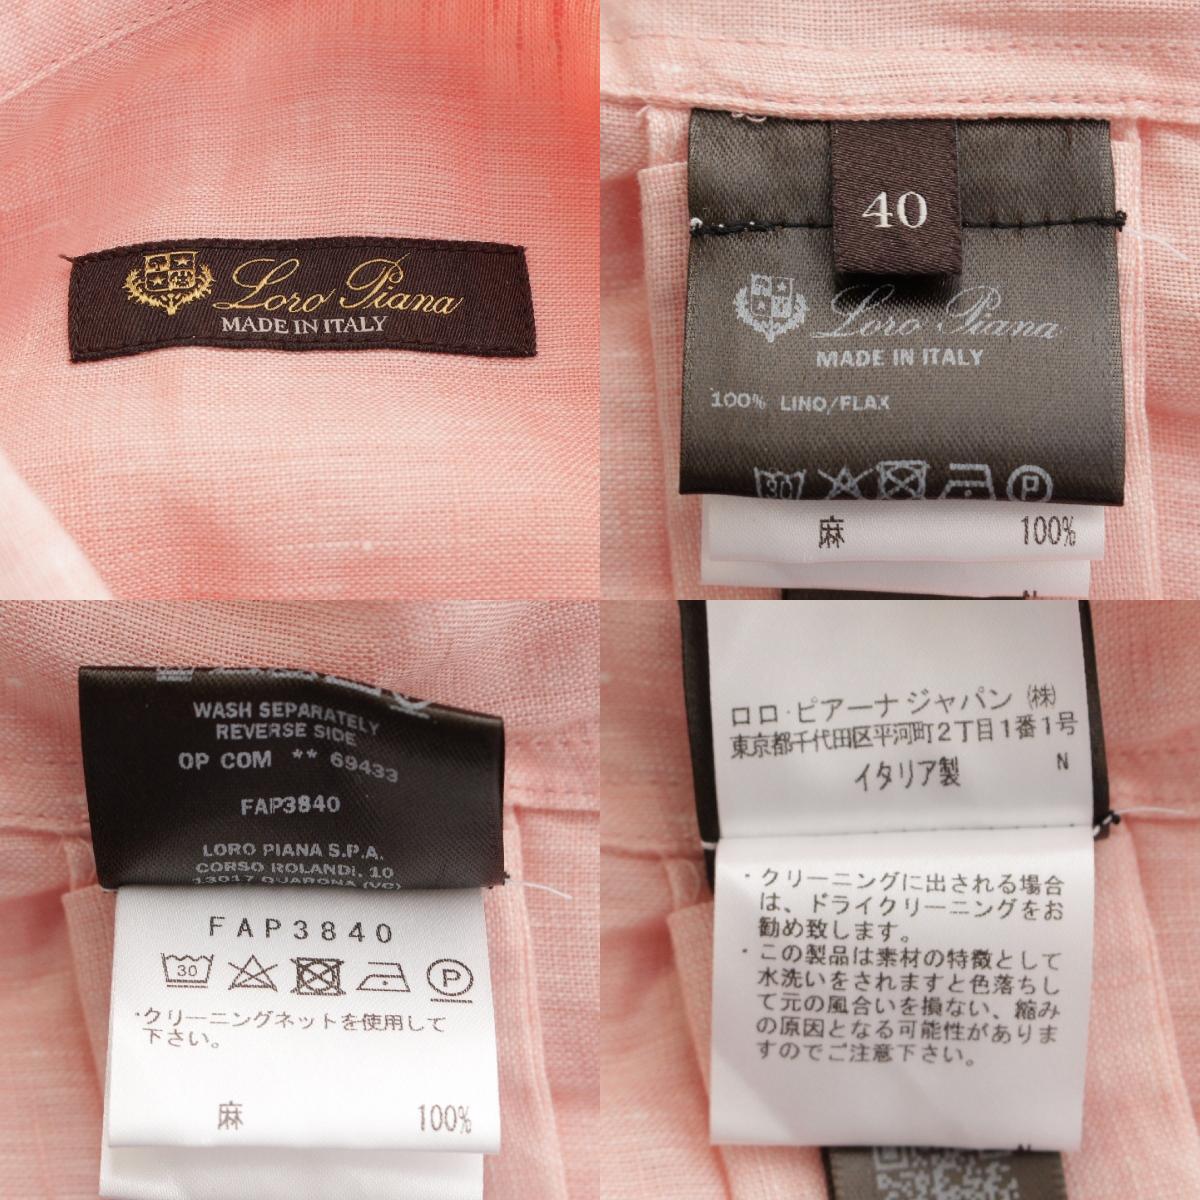 Loro Piana
MADE IN ITALY
40
Loro Piana
MADE IN ITALY
100% LINO/FLAX
30
P
麻 100%
WASH SEPARATELY
REVERSE SIDE
OP COM ** 69433
FAP3840
LORO PIANA S.P.A.
CORSO ROLANDI, 10
13017 QUARONA (VC)
FAP3840
30
P
・クリーニングネットを使用して
下さい。
麻 100%
ロロ・ピアーナジャパン ㈱
東京都千代田区平河町2丁目1番1号
イタリア製 N
・クリーニングに出される場合
は、ドライクリーニングをお
勧め致します。
・この製品は素材の特徴として
水洗いをされますと色落ちし
て元の風合いを損ない、縮み
の原因となる可能性がありま
すのでご注意下さい。